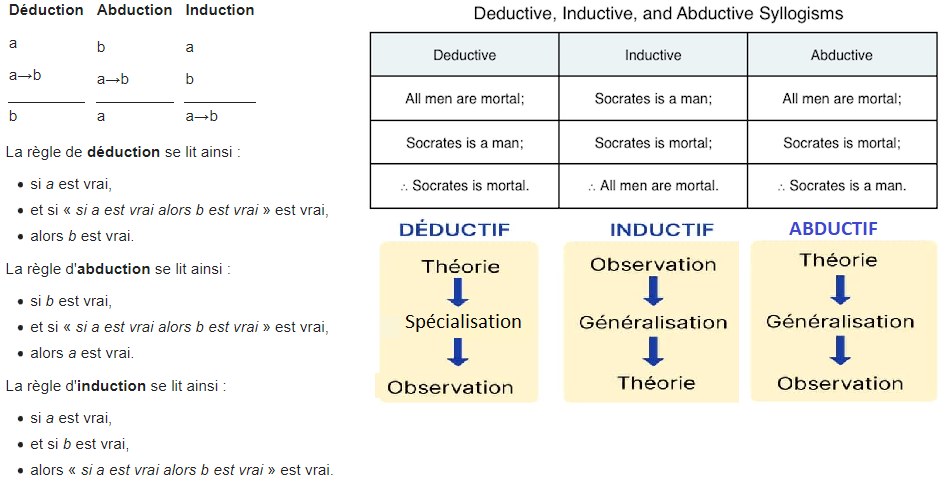 Déduction Abduction Induction
a b a
a→b a→b b
b a a→b
La règle de déduction se lit ainsi :
• si a est vrai,
• et si « si a est vrai alors b est vrai » est vrai,
• alors b est vrai.
La règle d'abduction se lit ainsi :
• si b est vrai,
• et si « si a est vrai alors b est vrai » est vrai,
• alors a est vrai.
La règle d'induction se lit ainsi :
• si a est vrai,
• et si b est vrai,
• alors « si a est vrai alors b est vrai » est vrai.
Deductive, Inductive, and Abductive Syllogisms
Deductive Inductive Abductive
All men are mortal; Socrates is a man; All men are mortal;
Socrates is a man; Socrates is mortal; Socrates is mortal;
∴ Socrates is mortal. ∴ All men are mortal. ∴ Socrates is a man.
DÉDUCTIF INDUCTIF ABDUCTIF
Théorie Observation Théorie
Spécialisation Généralisation Généralisation
Observation Théorie Observation